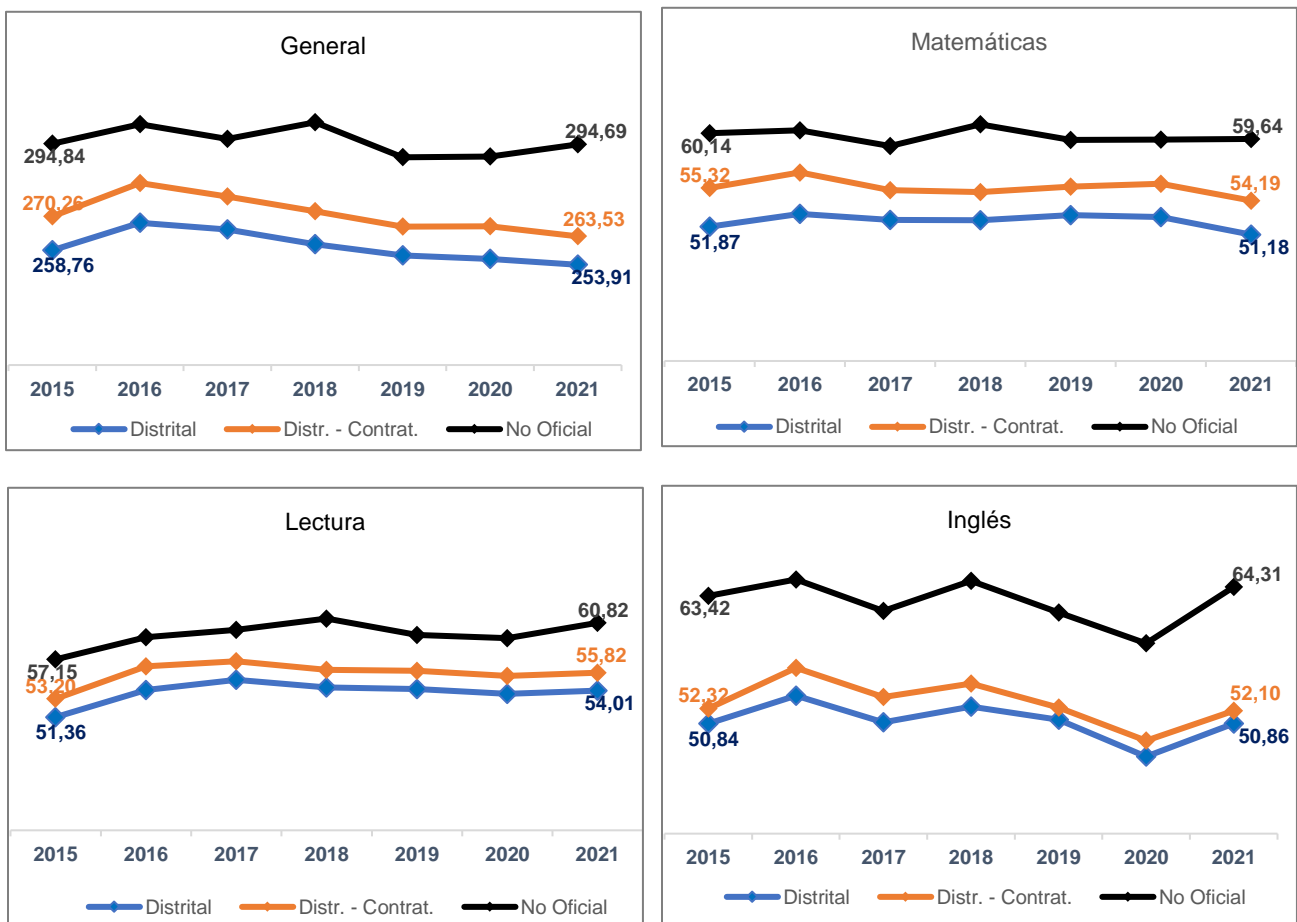 General
294,84
294,69
270,26
263,53
258,76
253,91
2015 2016 2017 2018 2019 2020 2021
Distrital Distr. - Contrat. No Oficial
Matemáticas
60,14
59,64
55,32
54,19
51,87
51,18
2015 2016 2017 2018 2019 2020 2021
Distrital Distr. - Contrat. No Oficial
Lectura
60,82
57,15
55,82
53,20
54,01
51,36
2015 2016 2017 2018 2019 2020 2021
Distrital Distr. - Contrat. No Oficial
Inglés
64,31
63,42
52,32
52,10
50,84
50,86
2015 2016 2017 2018 2019 2020 2021
Distrital Distr. - Contrat. No Oficial